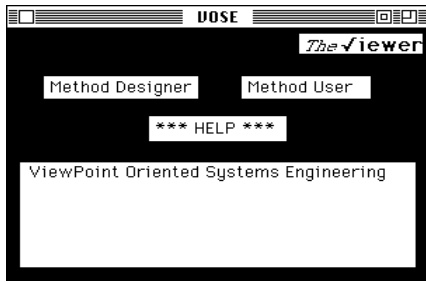 VOSE
The √iewer
Method Designer Method User
*** HELP ***
ViewPoint Oriented Systems Engineering